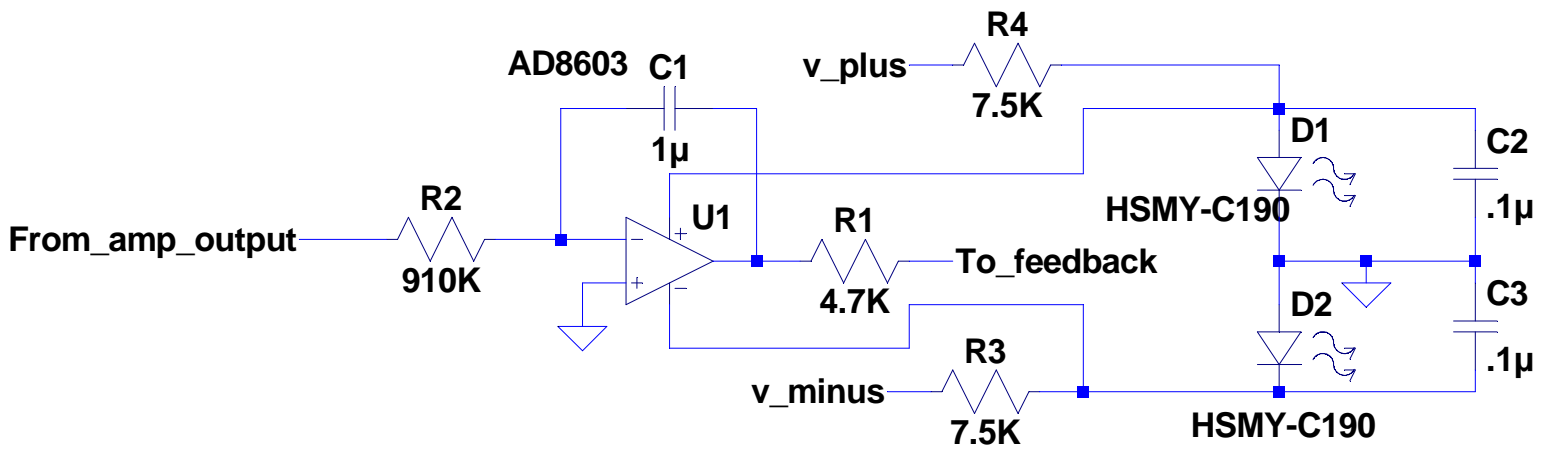 R4
v_plus
7.5K
AD8603
C1
1µ
D1
C2
HSMY-C190
.1µ
R2
From_amp_output
910K
U1
R1
To_feedback
4.7K
D2
C3
.1µ
R3
v_minus
7.5K
HSMY-C190